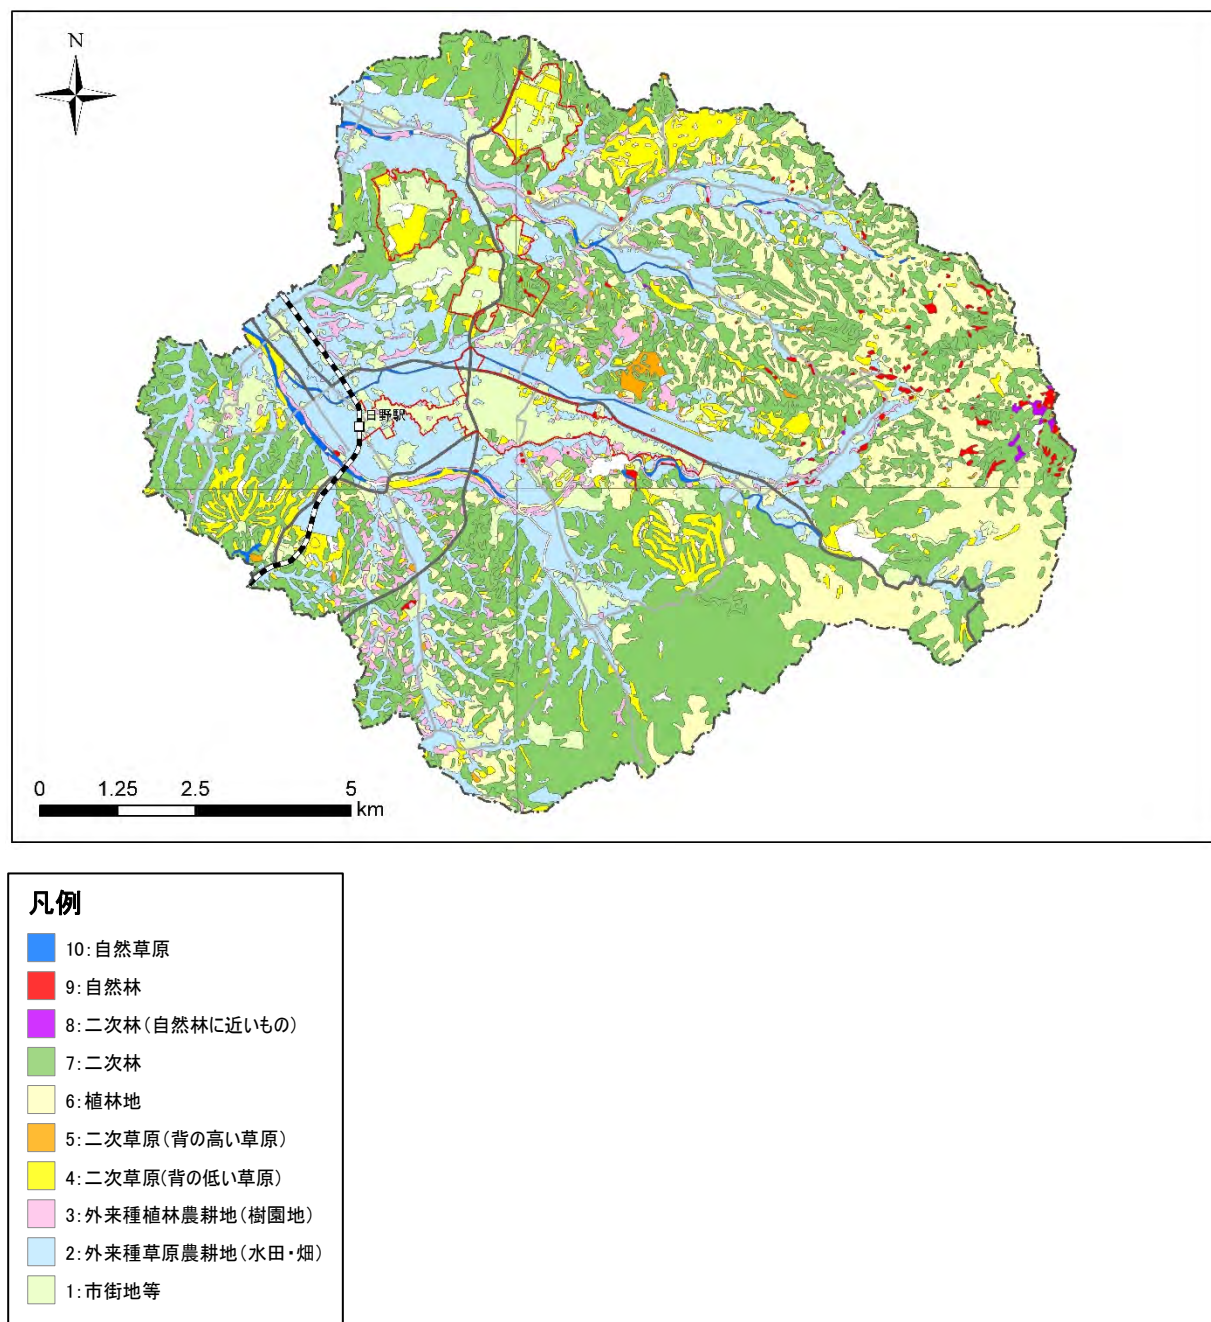 N
日野駅
0 1.25 2.5 5
km
凡例
10:自然草原
9:自然林
8:二次林(自然林に近いもの)
7:二次林
6:植林地
5:二次草原(背の高い草原)
4:二次草原(背の低い草原)
3:外来種植林農耕地(樹園地)
2:外来種草原農耕地(水田・畑)
1:市街地等